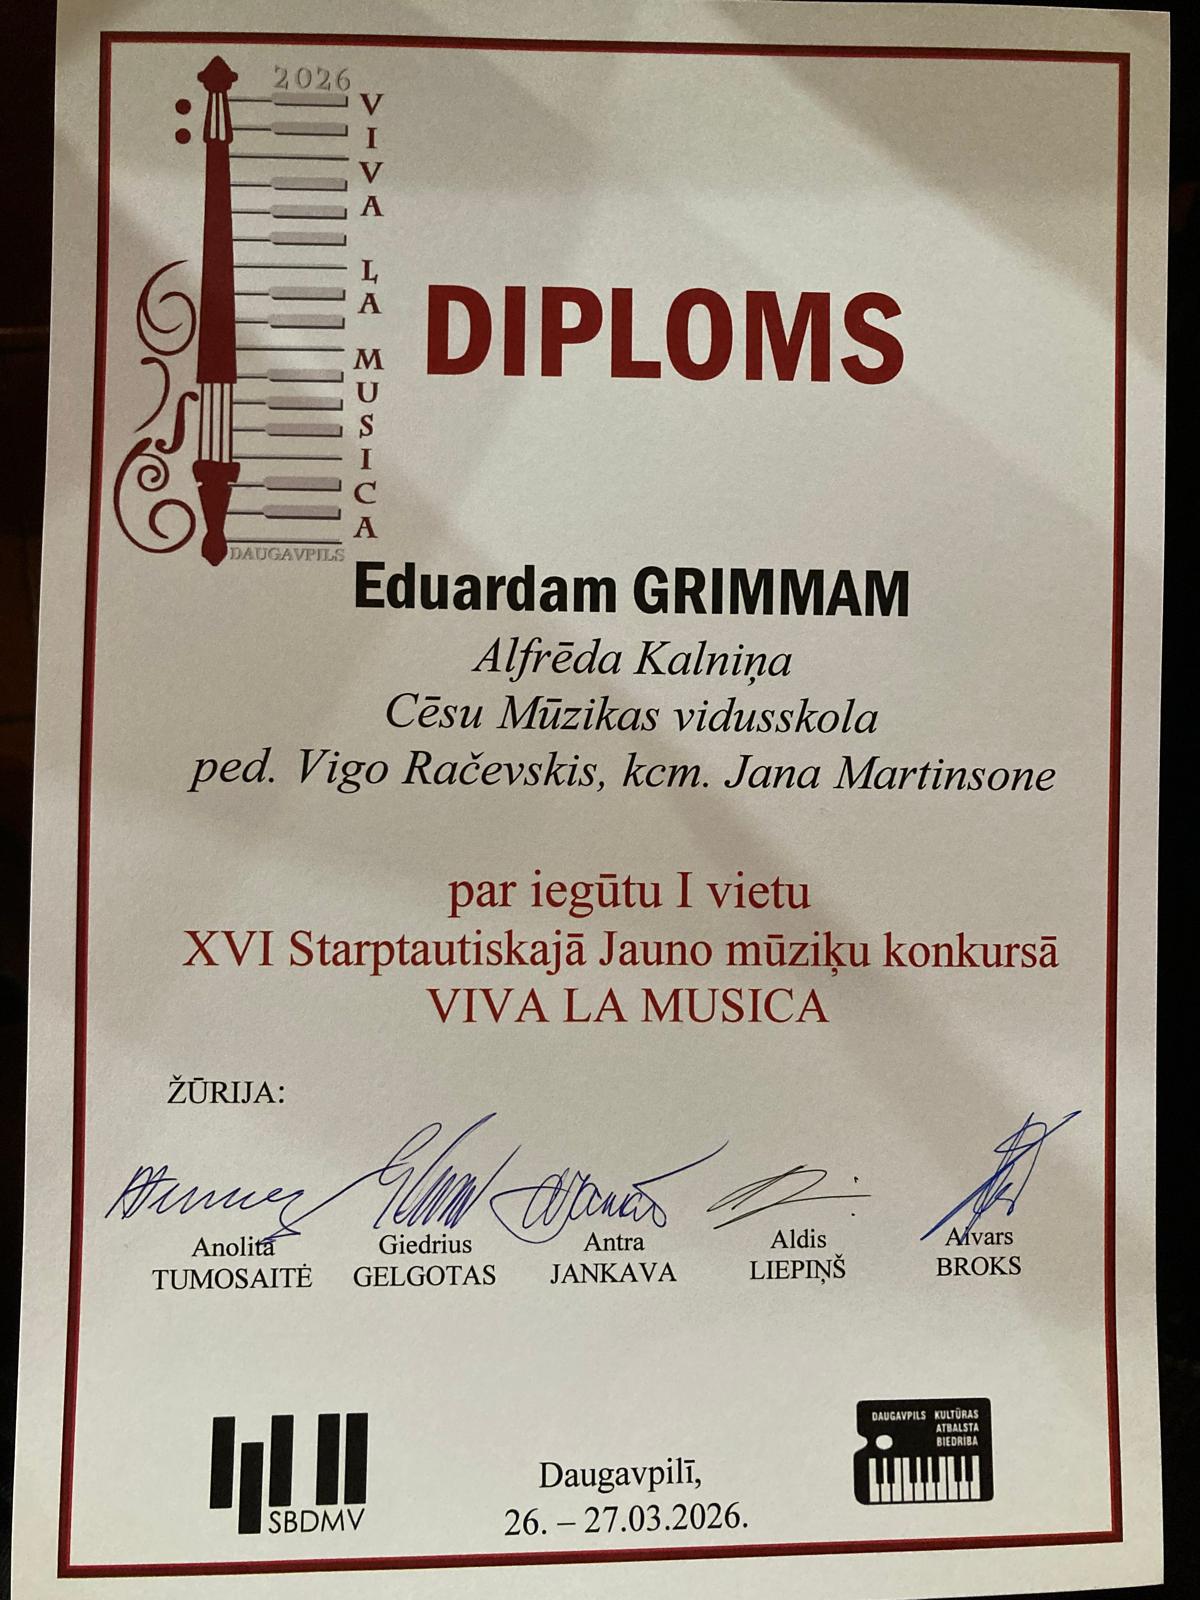 2026
VIVA LA MUSICA
DAUGAVPILS
DIPLOMS
Eduardam GRIMMAM
Alfrēda Kalniņa
Cēsu Mūzikas vidusskola
ped. Vigo Račevskis, kcm. Jana Martinsone
par iegūtu I vietu
XVI Starptautiskajā Jauno mūziķu konkursā
VIVA LA MUSICA
ŽŪRIJA:
Anolita TUMOSAITĖ
Giedrius GELGOTAS
Antra JANKAVA
Aldis LIEPIŅŠ
Aivars BROKS
SBDMV
Daugavpilī,
26. – 27.03.2026.
DAUGAVPILS KULTŪRAS
ATBALSTA
BIEDRĪBA